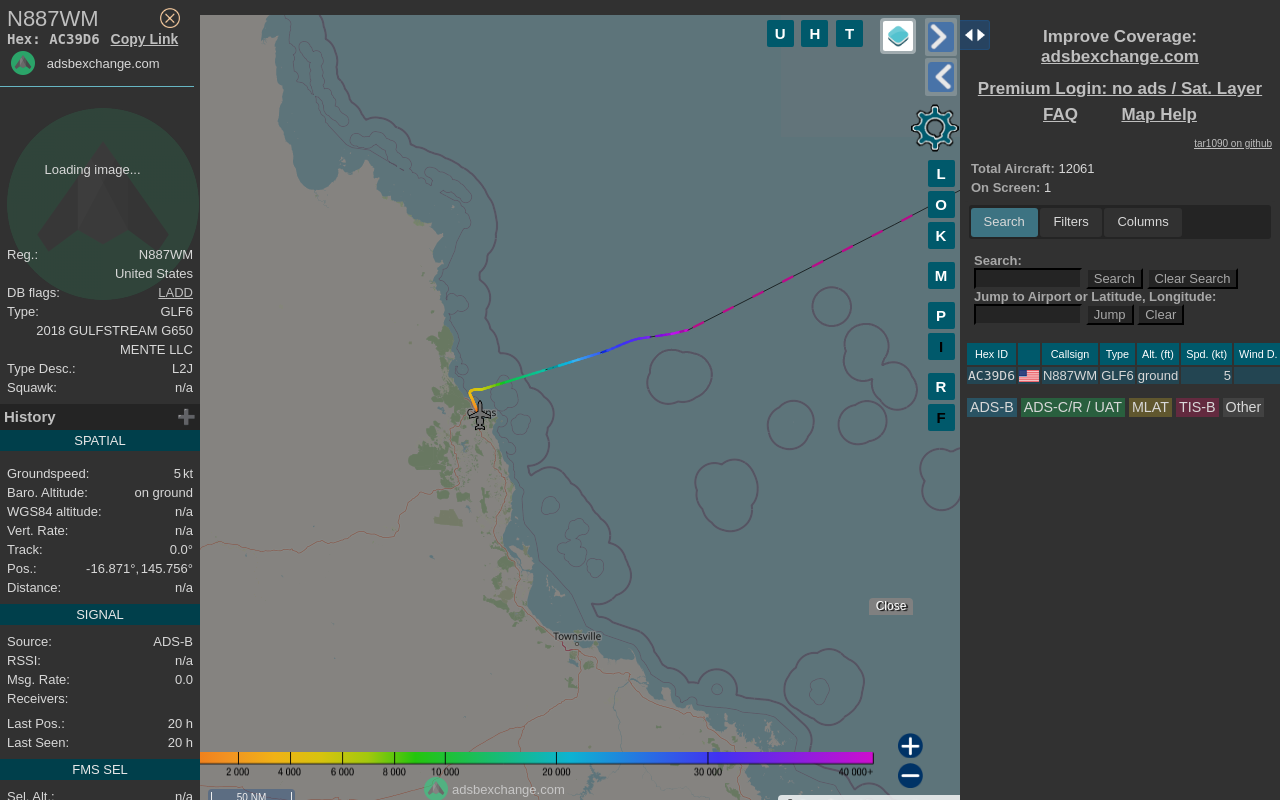 N887WM
Hex: AC39D6 Copy Link
adsbexchange.com
Loading image...
Reg.: N887WM
United States
DB flags: LADD
Type: GLF6
2018 GULFSTREAM G650
MENTE LLC
Type Desc.: L2J
Squawk: n/a
History
SPATIAL
Groundspeed: 5 kt
Baro. Altitude: on ground
WGS84 altitude: n/a
Vert. Rate: n/a
Track: 0.0°
Pos.: -16.871°, 145.756°
Distance: n/a
SIGNAL
Source: ADS-B
RSSI: n/a
Msg. Rate: 0.0
Receivers:
Last Pos.: 20 h
Last Seen: 20 h
FMS SEL
Sel. Alt.: n/a
U H T
L
O
K
M
P
I
R
F
Townsville
Close
2 000 4 000 6 000 8 000 10 000 20 000 30 000 40 000+
adsbexchange.com
50 NM
Improve Coverage:
adsbexchange.com
Premium Login: no ads / Sat. Layer
FAQ Map Help
tar1090 on github
Total Aircraft: 12061
On Screen: 1
Search Filters Columns
Search:
Search Clear Search
Jump to Airport or Latitude, Longitude:
Jump Clear
Hex ID Callsign Type Alt. (ft) Spd. (kt) Wind D.
AC39D6 N887WM GLF6 ground 5
ADS-B ADS-C/R / UAT MLAT TIS-B Other